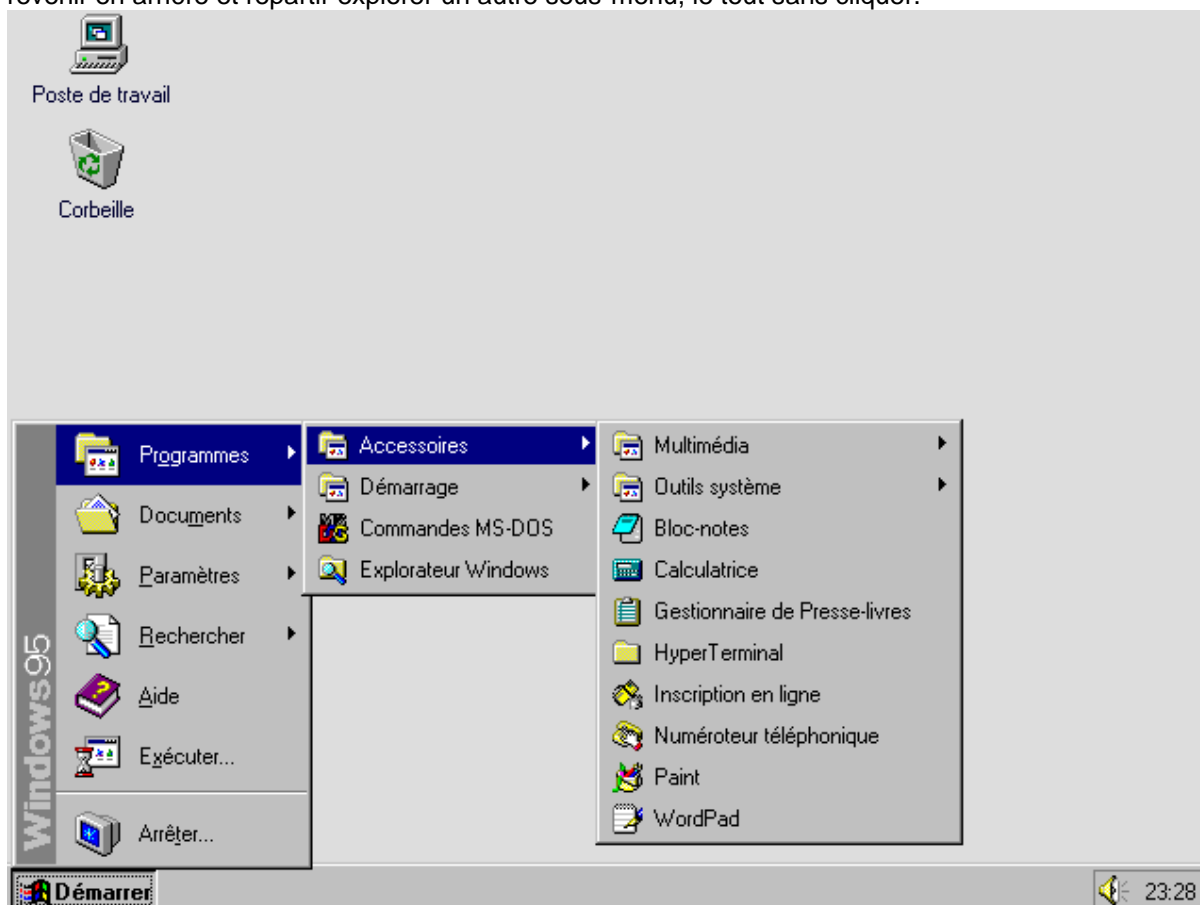 revenir en arrière et repartir explorer un autre sous-menu, le tout sans cliquer.
Poste de travail
Corbeille
Programmes
Documents
Paramètres
Rechercher
Aide
Exécuter...
Arrêter...
Windows95
Accessoires
Démarrage
Commandes MS-DOS
Explorateur Windows
Multimédia
Outils système
Bloc-notes
Calculatrice
Gestionnaire de Presse-livres
HyperTerminal
Inscription en ligne
Numéroteur téléphonique
Paint
WordPad
Démarrer
23:28